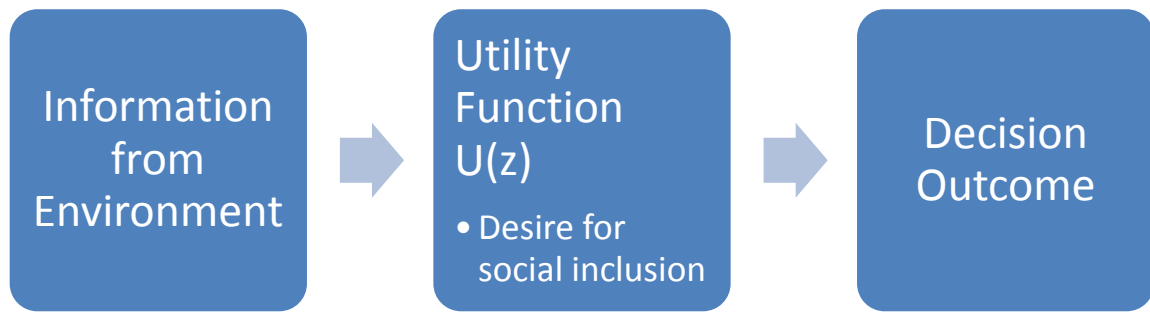 Information
from
Environment
Utility
Function
U(z)
• Desire for
social inclusion
Decision
Outcome